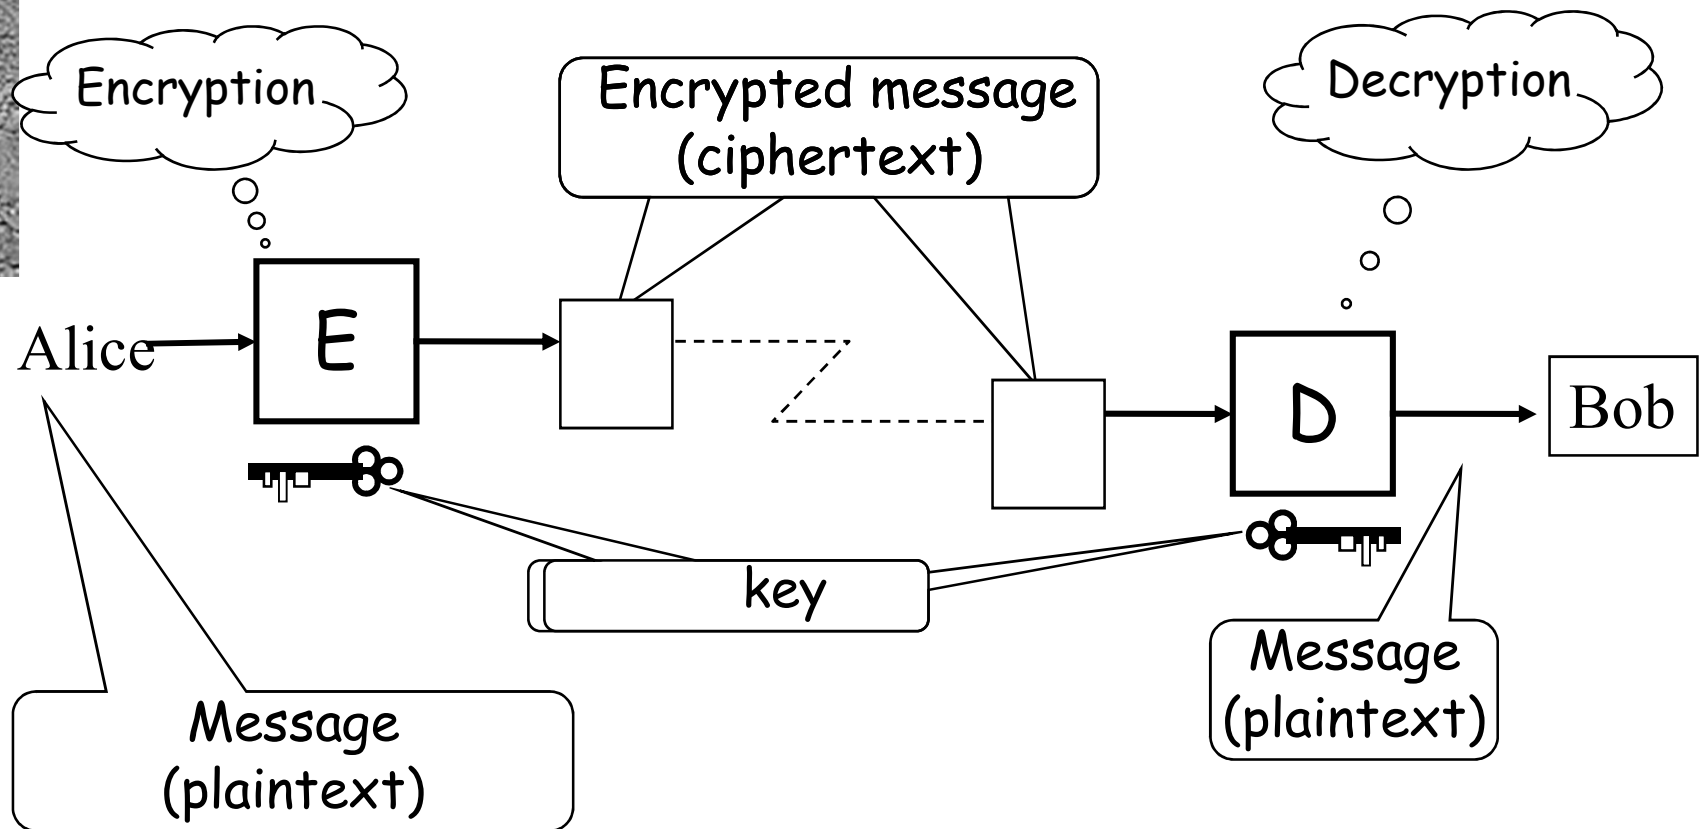 Encryption
Encrypted message
(ciphertext)
Decryption
Alice
E
D
Bob
key
Message
(plaintext)
Message
(plaintext)